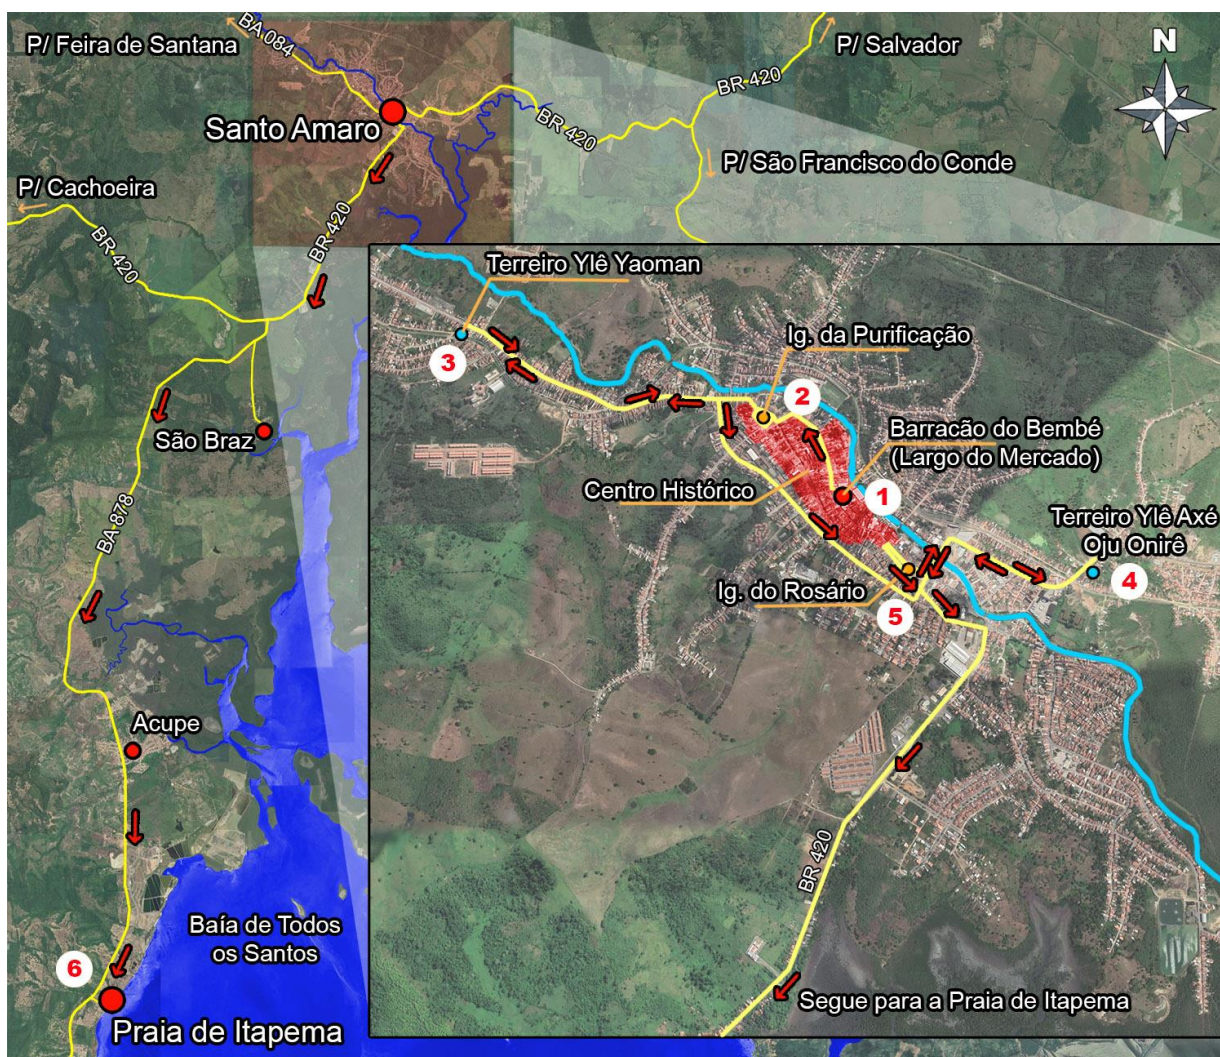 P/ Feira de Santana
BA 084
P/ Salvador
N
BR 420
Santo Amaro
BR 420
P/ São Francisco do Conde
P/ Cachoeira
BR 420
BR 420
Terreiro Ylê Yaoman
3
Ig. da Purificação
2
São Braz
Barracão do Bembé
(Largo do Mercado)
Centro Histórico
1
BA 878
Terreiro Ylê Axé
Oju Onirê
4
Ig. do Rosário
5
Acupe
BR 420
Baía de Todos
os Santos
6
Segue para a Praia de Itapema
Praia de Itapema